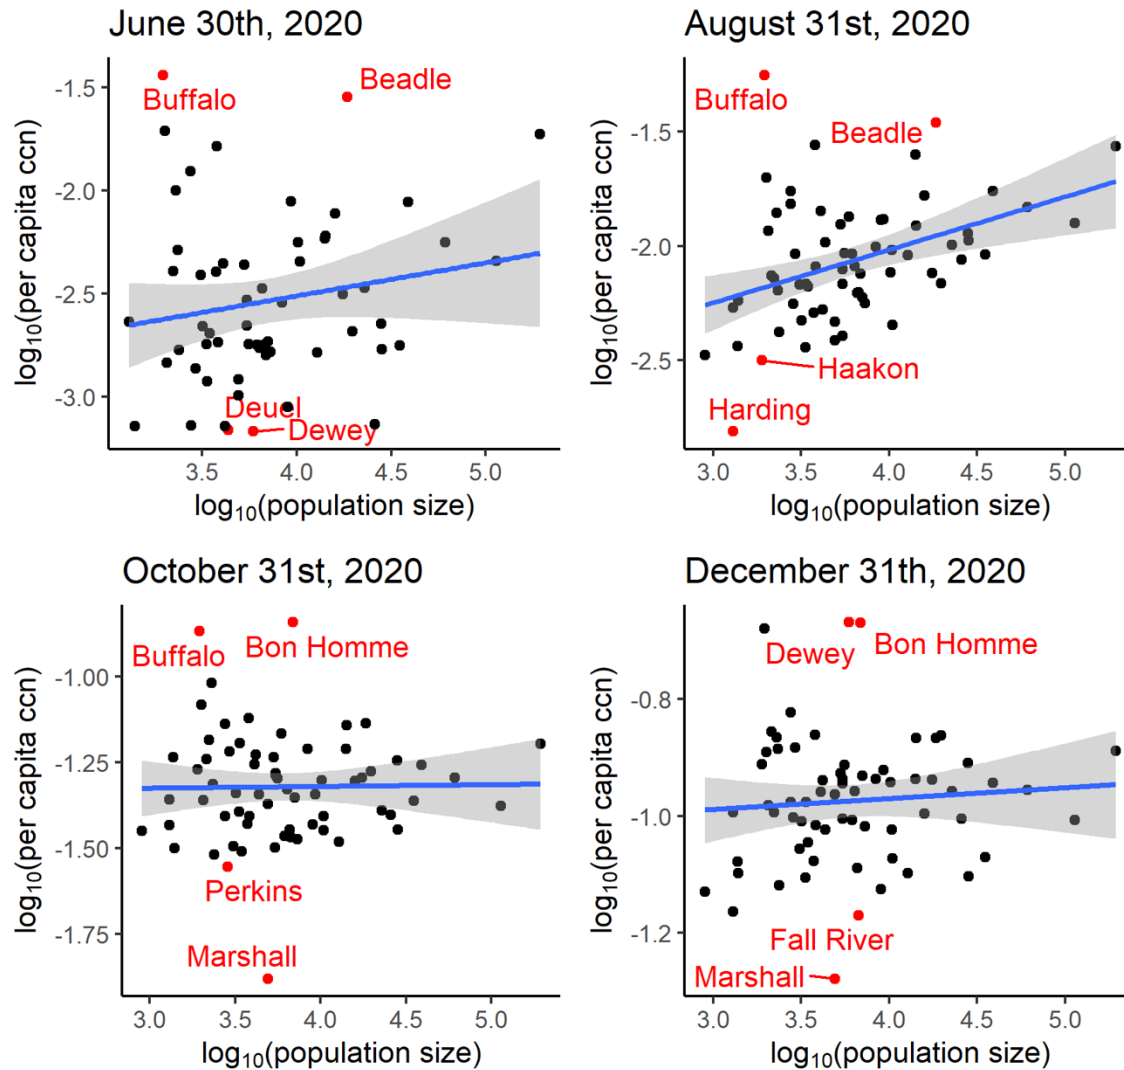 June 30th, 2020
log10(per capita ccn)
-1.5
-2.0
-2.5
-3.0
Buffalo
Beadle
Deuel
Dewey
3.5 4.0 4.5 5.0
log10(population size)
August 31st, 2020
log10(per capita ccn)
-1.5
-2.0
-2.5
Buffalo
Beadle
Haakon
Harding
3.0 3.5 4.0 4.5 5.0
log10(population size)
October 31st, 2020
log10(per capita ccn)
-1.00
-1.25
-1.50
-1.75
Buffalo
Bon Homme
Perkins
Marshall
3.0 3.5 4.0 4.5 5.0
log10(population size)
December 31th, 2020
log10(per capita ccn)
-0.8
-1.0
-1.2
Dewey
Bon Homme
Fall River
Marshall
3.0 3.5 4.0 4.5 5.0
log10(population size)